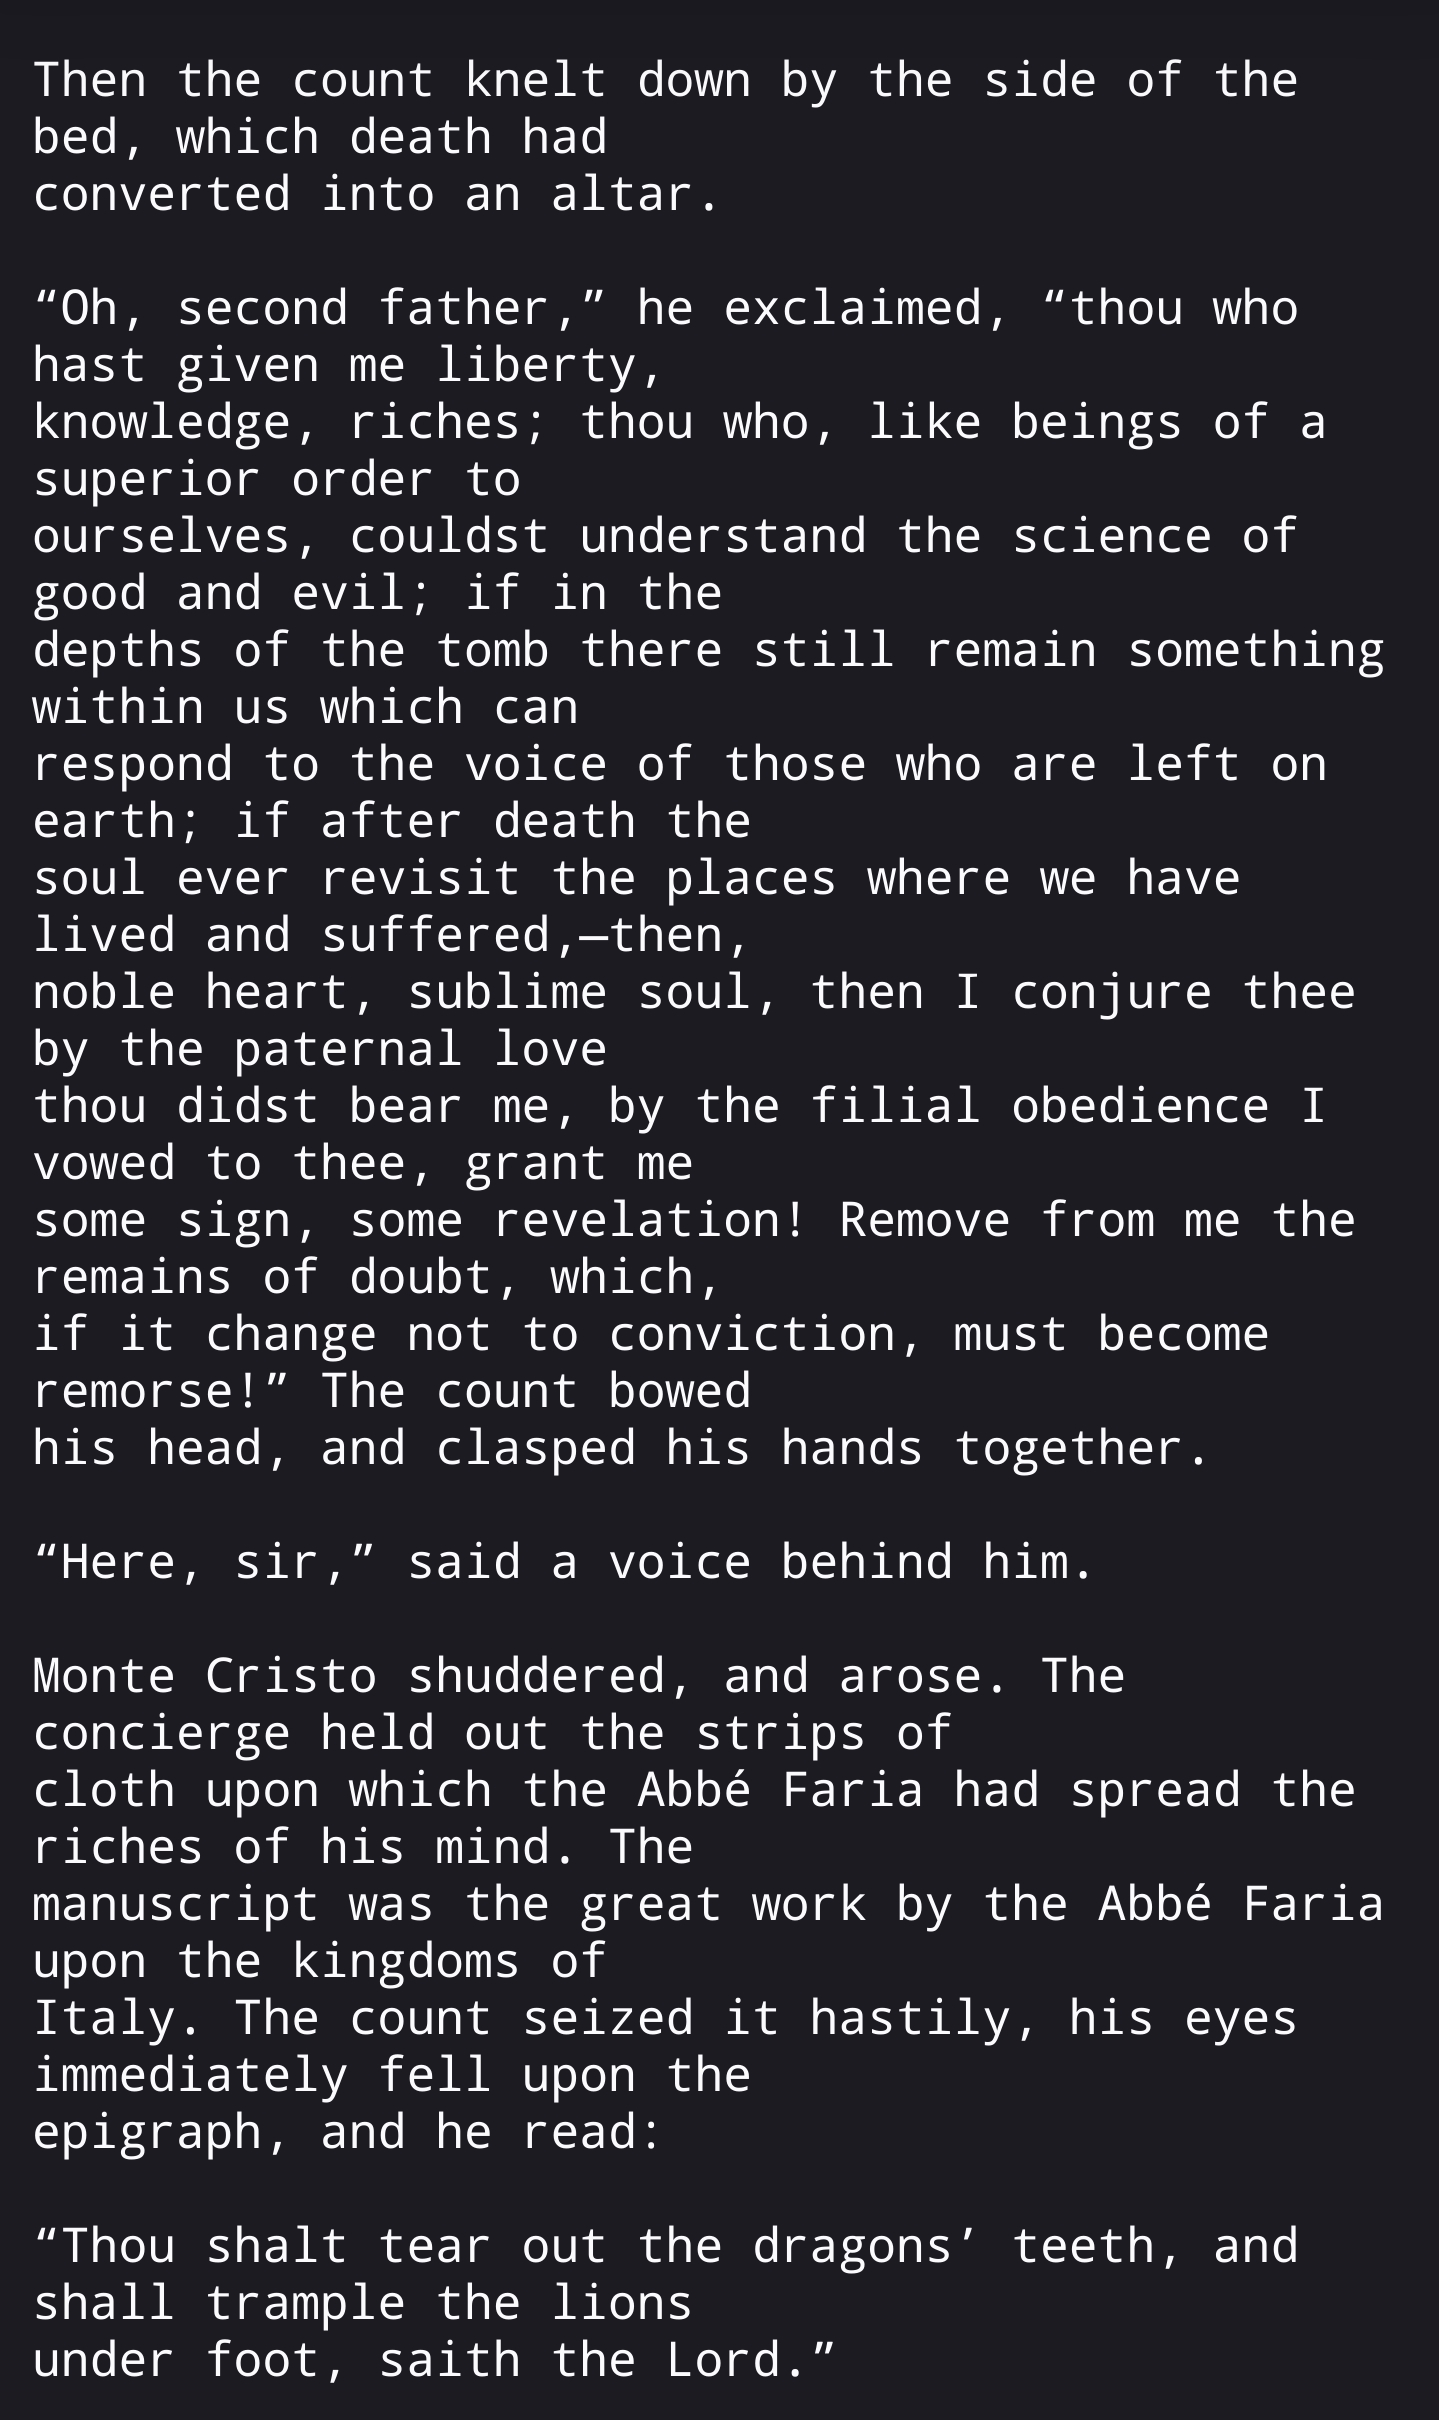 Then the count knelt down by the side of the
bed, which death had
converted into an altar.

“Oh, second father,” he exclaimed, “thou who
hast given me liberty,
knowledge, riches; thou who, like beings of a
superior order to
ourselves, couldst understand the science of
good and evil; if in the
depths of the tomb there still remain something
within us which can
respond to the voice of those who are left on
earth; if after death the
soul ever revisit the places where we have
lived and suffered,—then,
noble heart, sublime soul, then I conjure thee
by the paternal love
thou didst bear me, by the filial obedience I
vowed to thee, grant me
some sign, some revelation! Remove from me the
remains of doubt, which,
if it change not to conviction, must become
remorse!” The count bowed
his head, and clasped his hands together.

“Here, sir,” said a voice behind him.

Monte Cristo shuddered, and arose. The
concierge held out the strips of
cloth upon which the Abbé Faria had spread the
riches of his mind. The
manuscript was the great work by the Abbé Faria
upon the kingdoms of
Italy. The count seized it hastily, his eyes
immediately fell upon the
epigraph, and he read:

“Thou shalt tear out the dragons’ teeth, and
shall trample the lions
under foot, saith the Lord.”